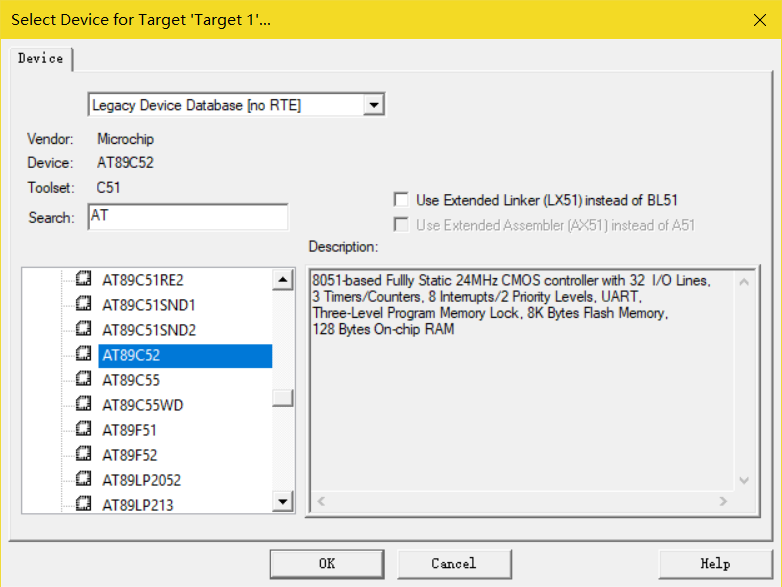 Select Device for Target 'Target 1'...
Device
Legacy Device Database [no RTE]
Vendor: Microchip
Device: AT89C52
Toolset: C51
Search: AT
Use Extended Linker (LX51) instead of BL51
Use Extended Assembler (AX51) instead of A51
Description:
AT89C51RE2
AT89C51SND1
AT89C51SND2
AT89C52
AT89C55
AT89C55WD
AT89F51
AT89F52
AT89LP2052
AT89LP213
8051-based Fullly Static 24MHz CMOS controller with 32 I/O Lines,
3 Timers/Counters, 8 Interrupts/2 Priority Levels, UART,
Three-Level Program Memory Lock, 8K Bytes Flash Memory,
128 Bytes On-chip RAM
OK
Cancel
Help